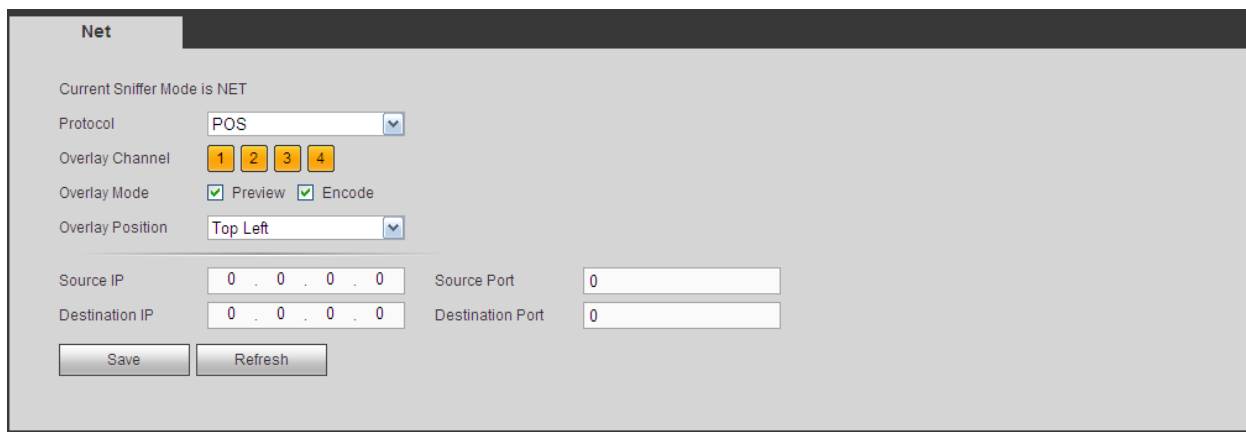 Net
Current Sniffer Mode is NET
Protocol POS
Overlay Channel 1 2 3 4
Overlay Mode Preview Encode
Overlay Position Top Left
Source IP 0 . 0 . 0 . 0 Source Port 0
Destination IP 0 . 0 . 0 . 0 Destination Port 0
Save Refresh